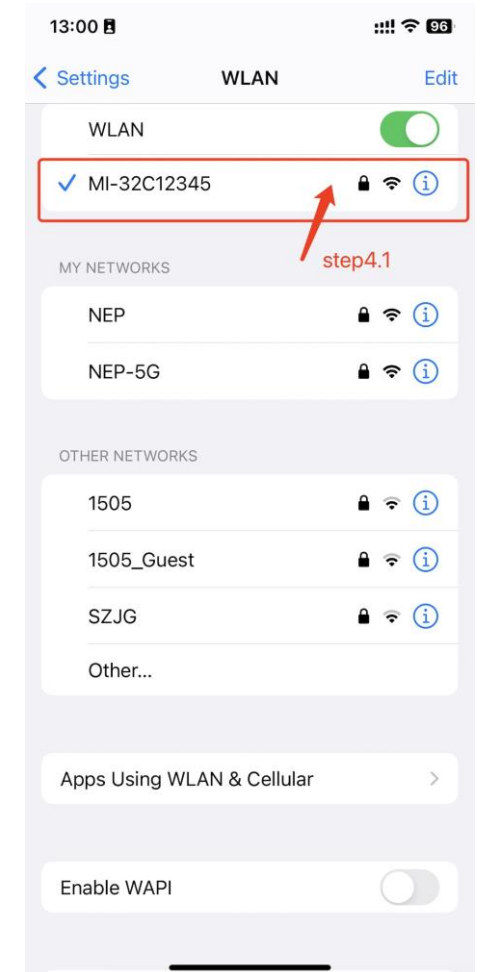 13:00
96
Settings
WLAN
Edit
WLAN
MI-32C12345
step4.1
MY NETWORKS
NEP
NEP-5G
OTHER NETWORKS
1505
1505_Guest
SZJG
Other...
Apps Using WLAN & Cellular
Enable WAPI